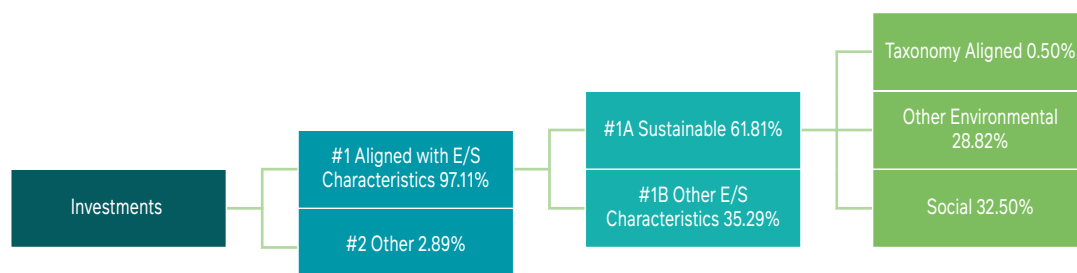 Investments
#1 Aligned with E/S
Characteristics 97.11%
#2 Other 2.89%
#1A Sustainable 61.81%
#1B Other E/S
Characteristics 35.29%
Taxonomy Aligned 0.50%
Other Environmental
28.82%
Social 32.50%